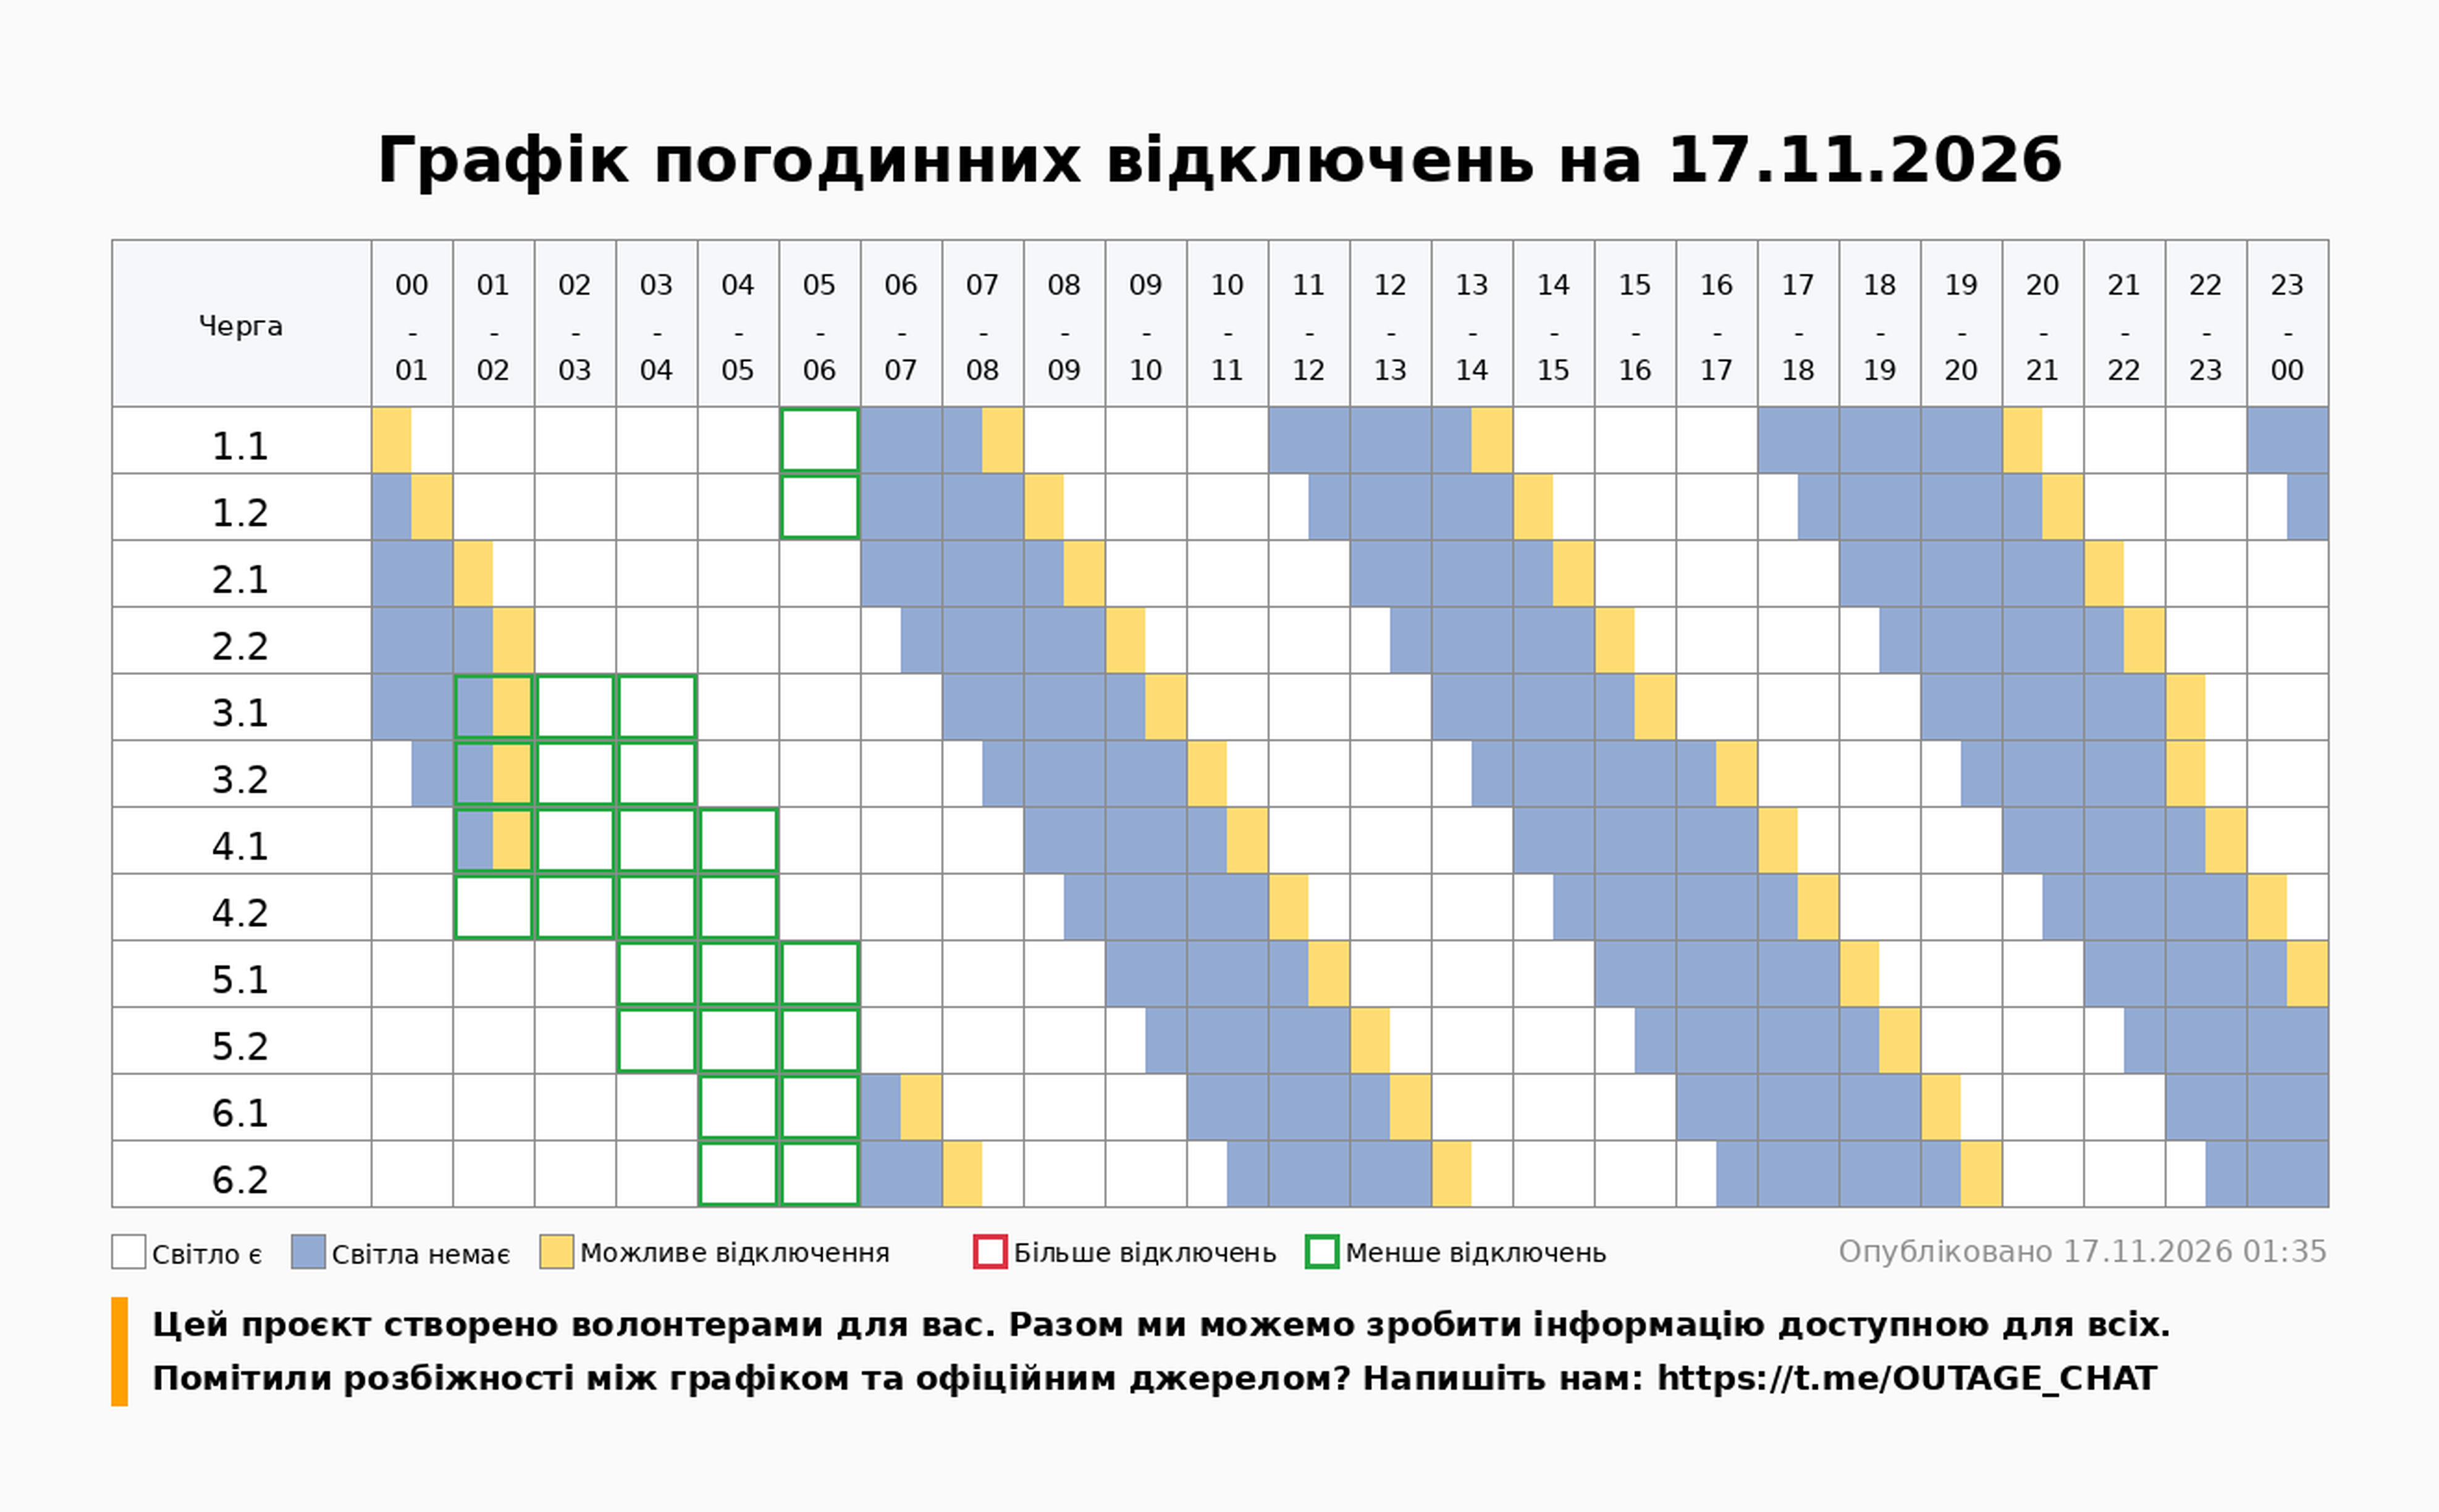 Графік погодинних відключень на 17.11.2026
Черга
00 - 01
01 - 02
02 - 03
03 - 04
04 - 05
05 - 06
06 - 07
07 - 08
08 - 09
09 - 10
10 - 11
11 - 12
12 - 13
13 - 14
14 - 15
15 - 16
16 - 17
17 - 18
18 - 19
19 - 20
20 - 21
21 - 22
22 - 23
23 - 00
1.1
1.2
2.1
2.2
3.1
3.2
4.1
4.2
5.1
5.2
6.1
6.2
Світло є
Світла немає
Можливе відключення
Більше відключень
Менше відключень
Опубліковано 17.11.2026 01:35
Цей проєкт створено волонтерами для вас. Разом ми можемо зробити інформацію доступною для всіх.
Помітили розбіжності між графіком та офіційним джерелом? Напишіть нам: https://t.me/OUTAGE_CHAT